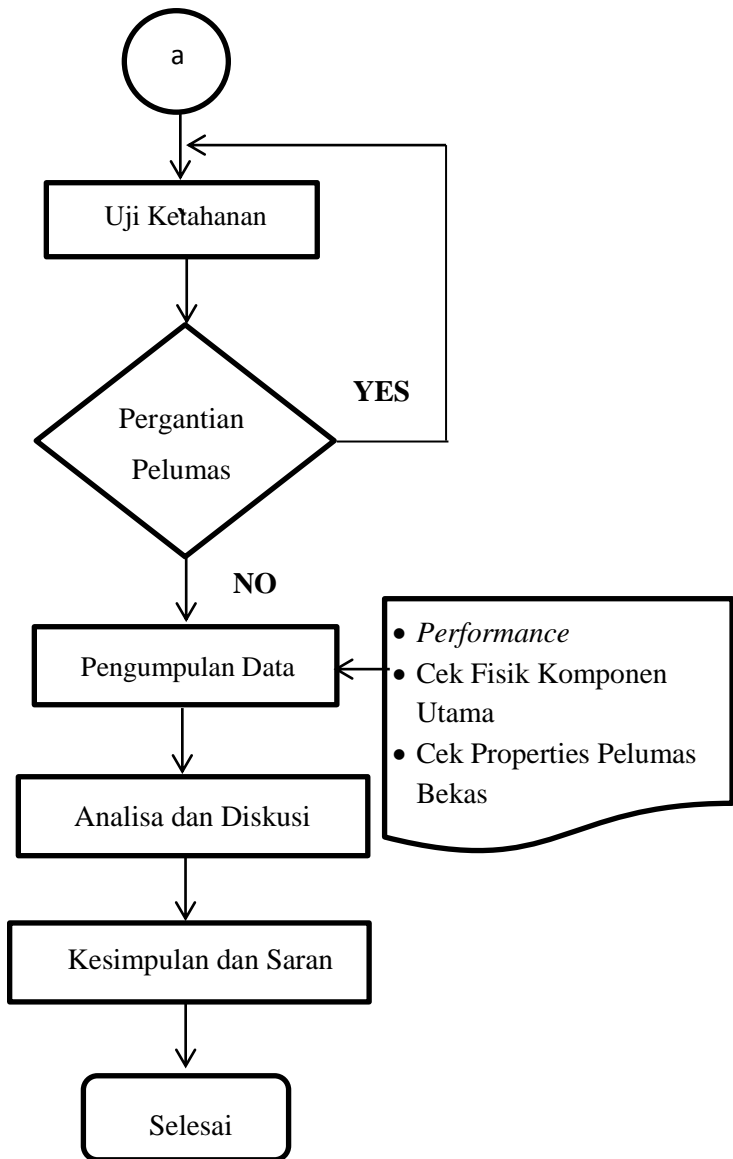 a
Uji Ketahanan
Pergantian
Pelumas
YES
NO
Pengumpulan Data
• Performance
• Cek Fisik Komponen
Utama
• Cek Properties Pelumas
Bekas
Analisa dan Diskusi
Kesimpulan dan Saran
Selesai